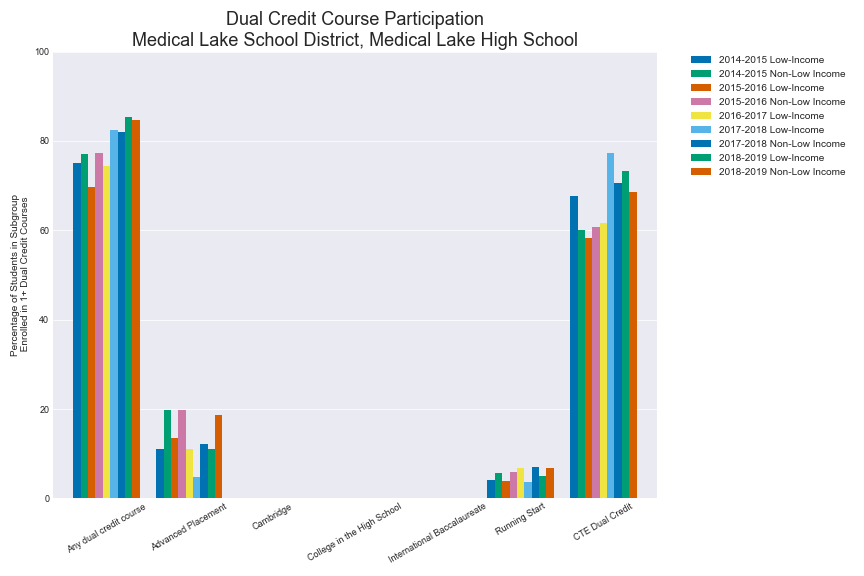 Dual Credit Course Participation
Medical Lake School District, Medical Lake High School
Percentage of Students in Subgroup
Enrolled in 1+ Dual Credit Courses
100
80
60
40
20
0
Any dual credit course
Advanced Placement
Cambridge
College in the High School
International Baccalaureate
Running Start
CTE Dual Credit
2014-2015 Low-Income
2014-2015 Non-Low Income
2015-2016 Low-Income
2015-2016 Non-Low Income
2016-2017 Low-Income
2017-2018 Low-Income
2017-2018 Non-Low Income
2018-2019 Low-Income
2018-2019 Non-Low Income